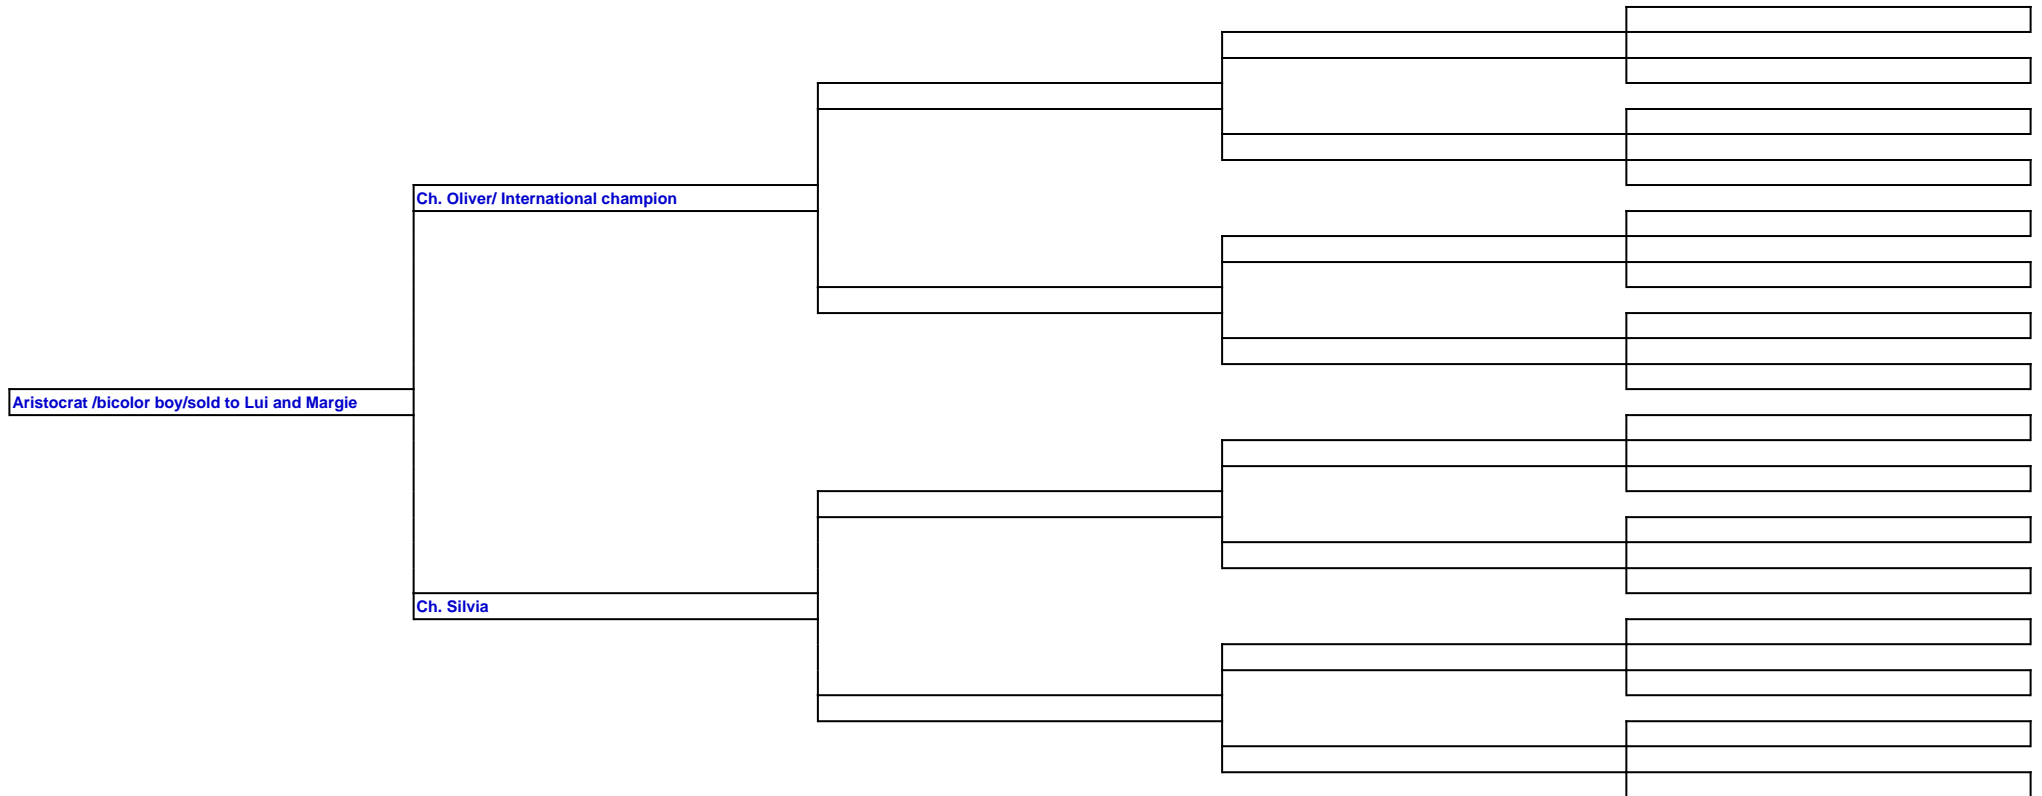 Ch. Oliver/ International champion
Aristocrat /bicolor boy/sold to Lui and Margie
Ch. Silvia